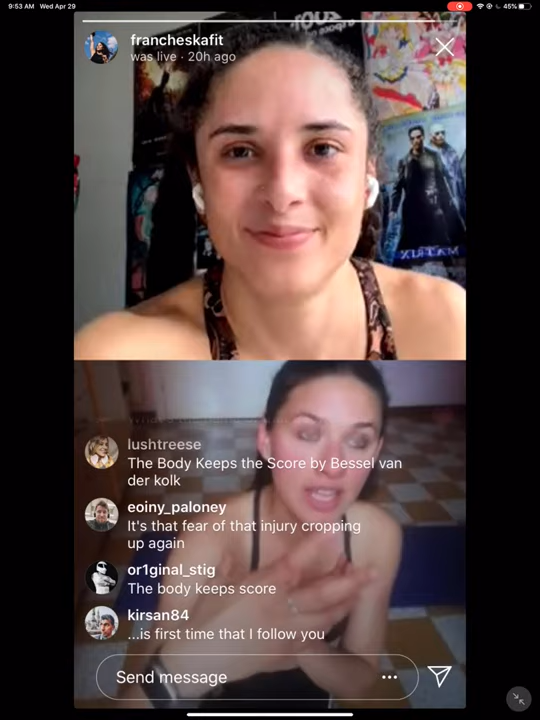 9:53 AM Wed Apr 29
45%
francheskafit
was live · 20h ago
lushtreese
The Body Keeps the Score by Bessel van
der kolk
eoiny_paloney
It's that fear of that injury cropping
up again
or1ginal_stig
The body keeps score
kirsan84
...is first time that I follow you
Send message